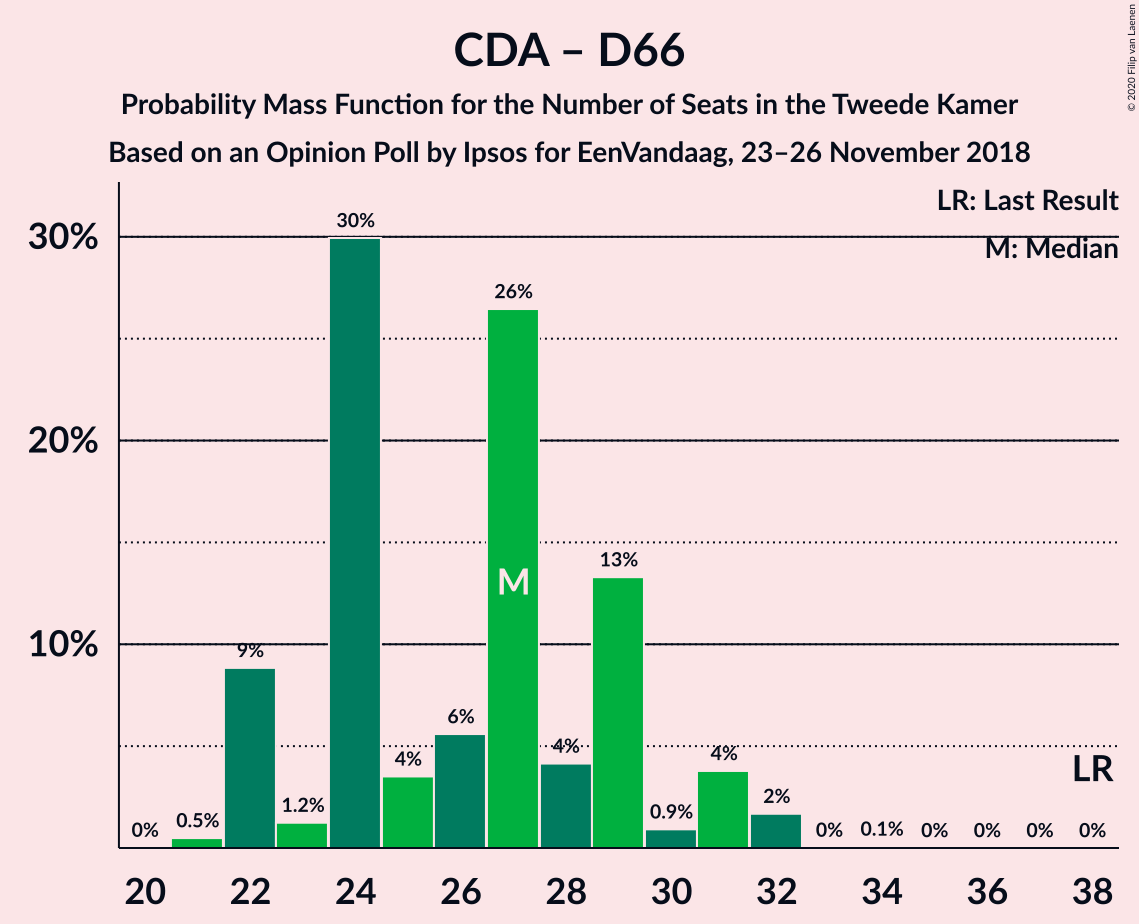 CDA – D66
Probability Mass Function for the Number of Seats in the Tweede Kamer
Based on an Opinion Poll by Ipsos for EenVandaag, 23–26 November 2018
© 2020 Filip van Laenen
LR: Last Result
M: Median
30%
20%
10%
0%
0.5%
9%
1.2%
30%
4%
6%
26%
4%
13%
0.9%
4%
2%
0%
0.1%
0%
0%
0%
0%
M
LR
20 22 24 26 28 30 32 34 36 38